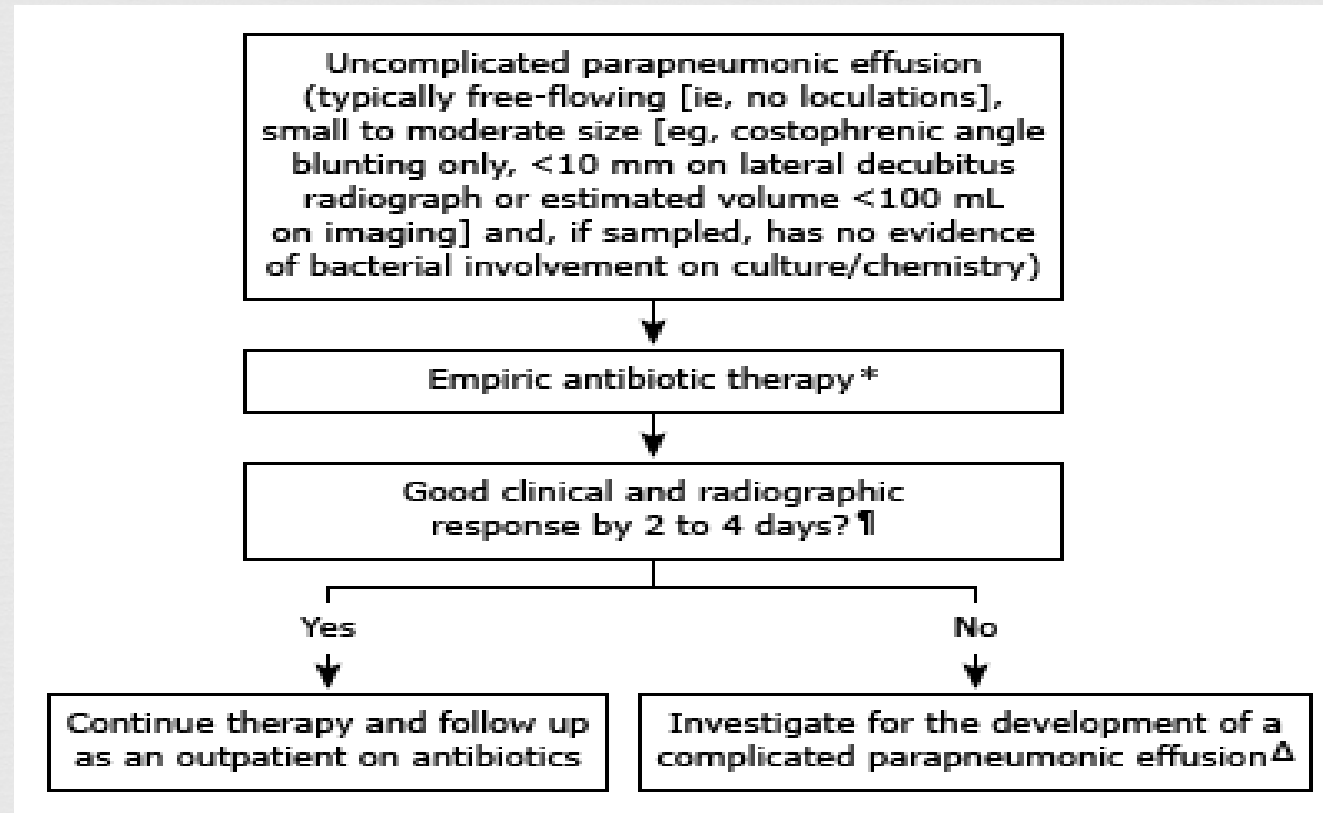 Uncomplicated parapneumonic effusion
(typically free-flowing [ie, no loculations],
small to moderate size [eg, costophrenic angle
blunting only, <10 mm on lateral decubitus
radiograph or estimated volume <100 mL
on imaging] and, if sampled, has no evidence
of bacterial involvement on culture/chemistry)
Empiric antibiotic therapy*
Good clinical and radiographic
response by 2 to 4 days?¶
Yes
No
Continue therapy and follow up
as an outpatient on antibiotics
Investigate for the development of a
complicated parapneumonic effusionΔ